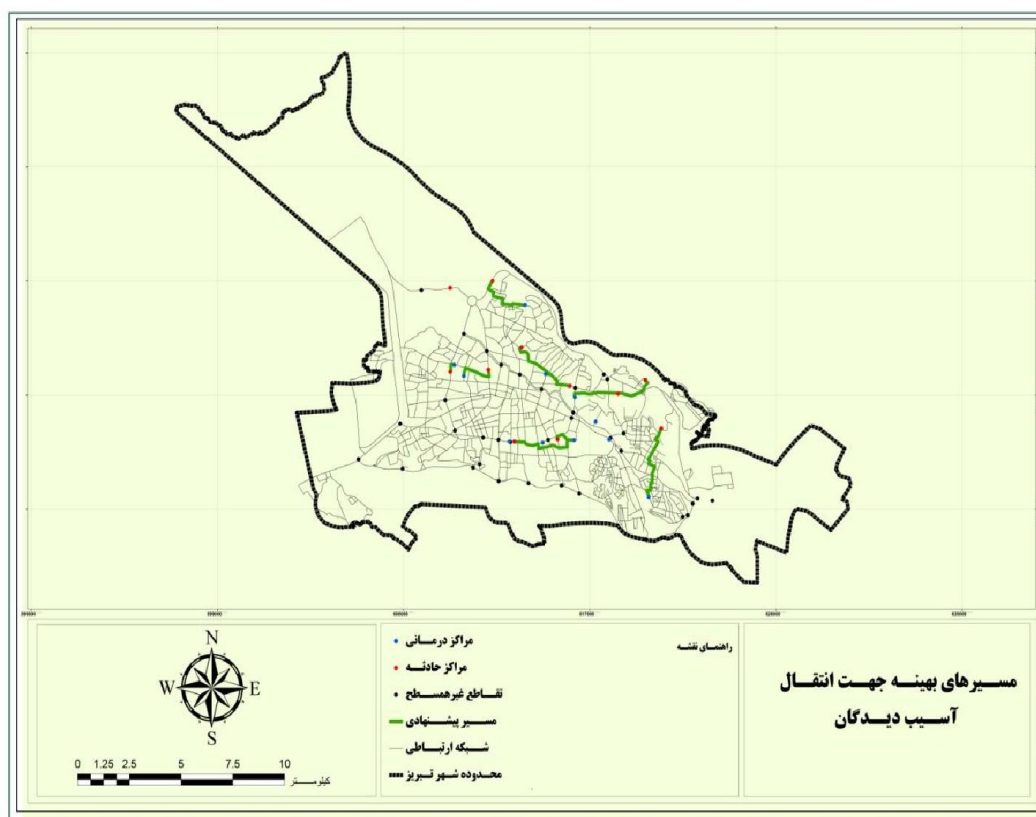 راهنمای نقشه
مسیرهای بهینه جهت انتقال
آسیب دیدگان
مراکز درمانی
مراکز حادثه
تقاطع غیرهمسطح
مسیر پیشنهادی
شبکه ارتباطی
محدوده شهر تبریز
N
W E
S
0 1.25 2.5 5 7.5 10
کیلومتر